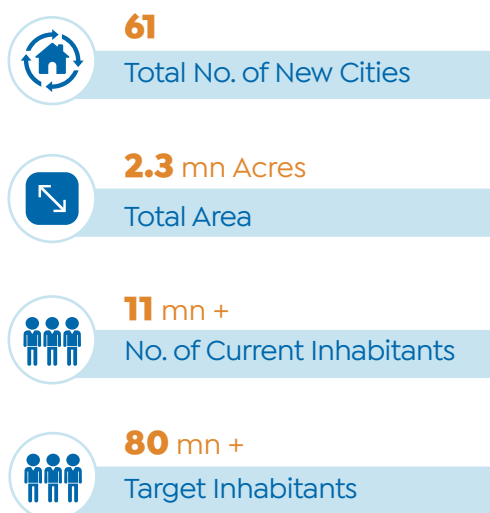 61
Total No. of New Cities
2.3 mn Acres
Total Area
11 mn +
No. of Current Inhabitants
80 mn +
Target Inhabitants